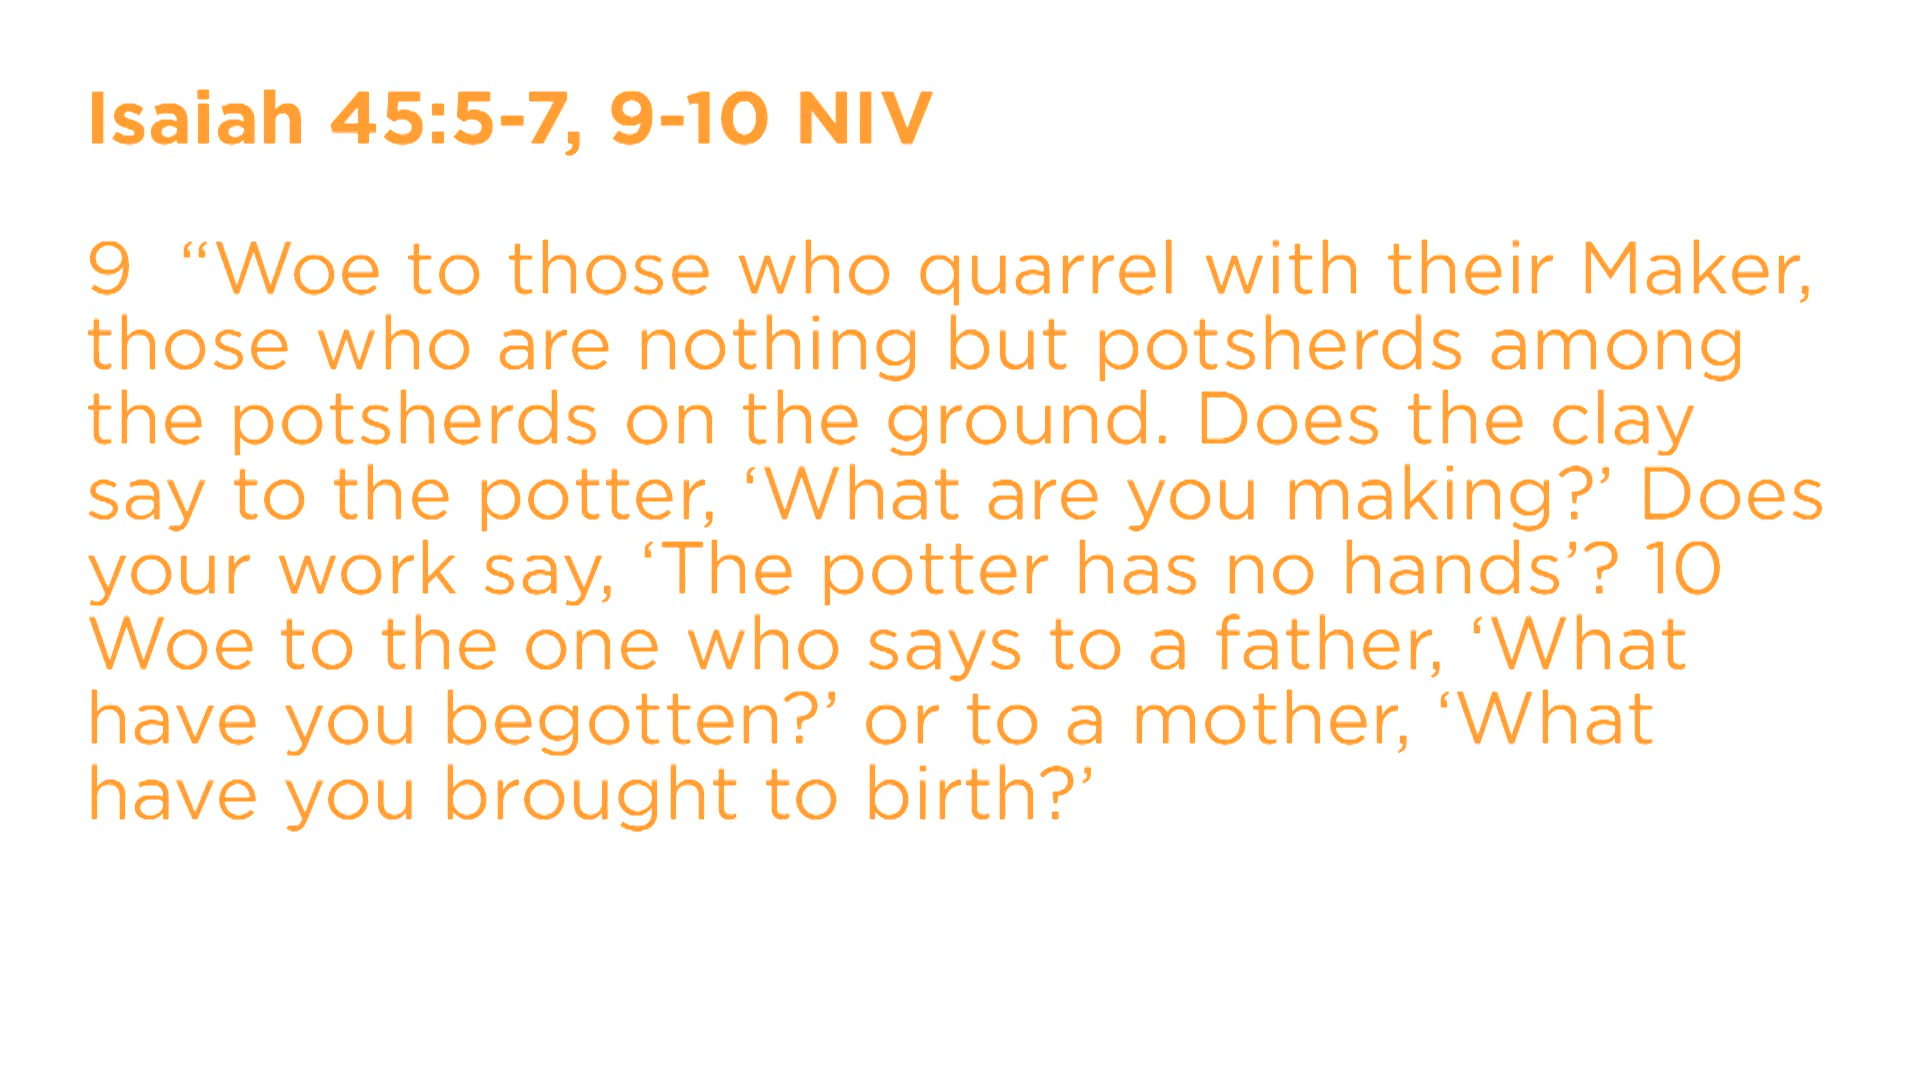 Isaiah 45:5-7, 9-10 NIV
9 “Woe to those who quarrel with their Maker,
those who are nothing but potsherds among
the potsherds on the ground. Does the clay
say to the potter, ‘What are you making?’ Does
your work say, ‘The potter has no hands’? 10
Woe to the one who says to a father, ‘What
have you begotten?’ or to a mother, ‘What
have you brought to birth?’